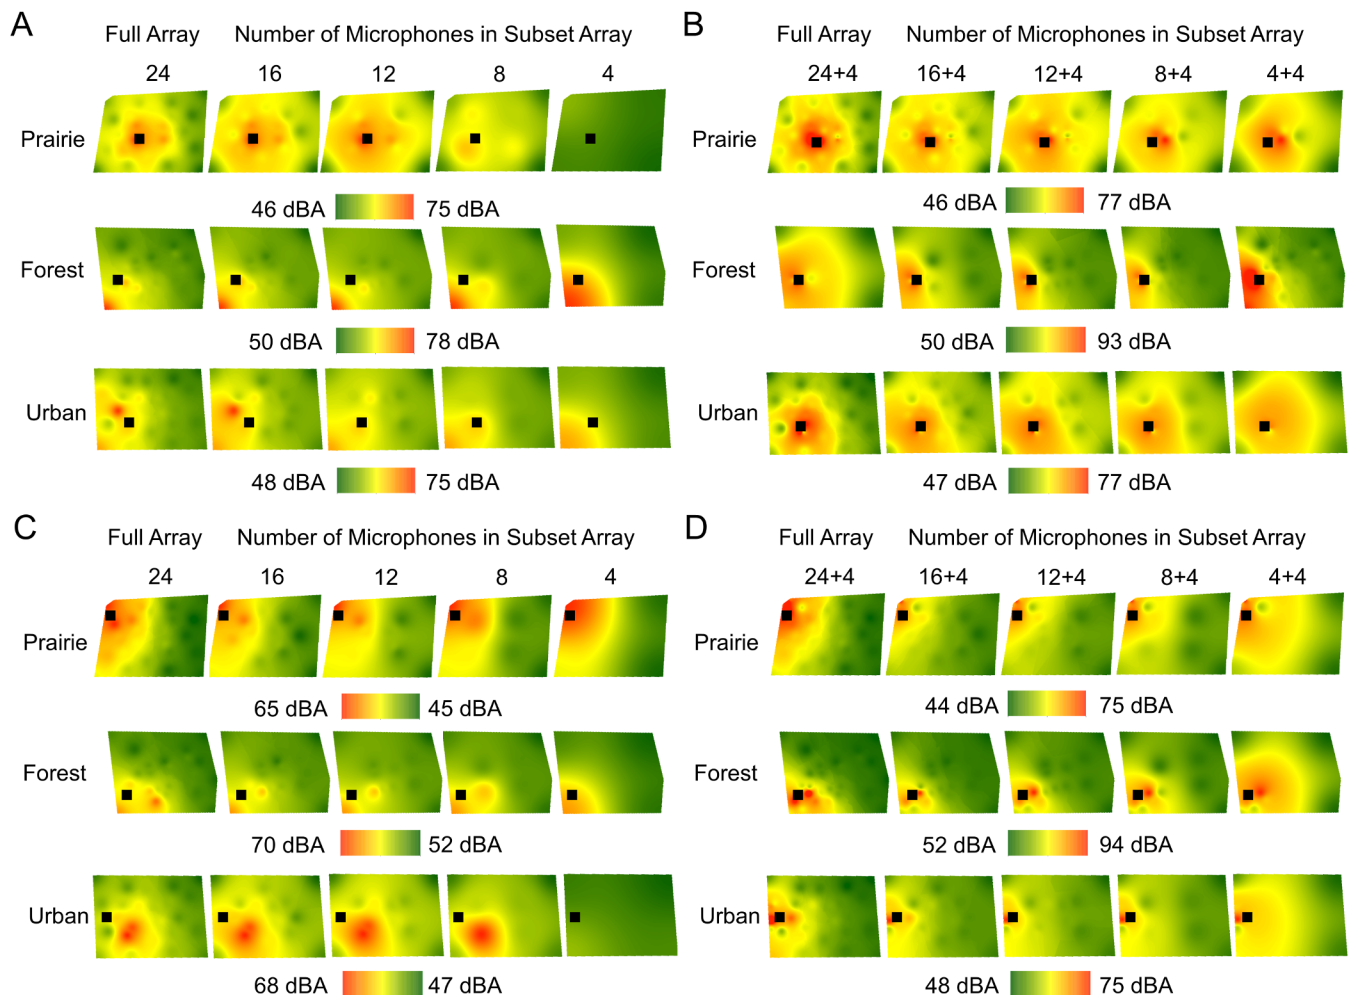 A
Full Array Number of Microphones in Subset Array
24 16 12 8 4
Prairie
46 dBA 75 dBA
Forest
50 dBA 78 dBA
Urban
48 dBA 75 dBA
B
Full Array Number of Microphones in Subset Array
24+4 16+4 12+4 8+4 4+4
Prairie
46 dBA 77 dBA
Forest
50 dBA 93 dBA
Urban
47 dBA 77 dBA
C
Full Array Number of Microphones in Subset Array
24 16 12 8 4
Prairie
65 dBA 45 dBA
Forest
70 dBA 52 dBA
Urban
68 dBA 47 dBA
D
Full Array Number of Microphones in Subset Array
24+4 16+4 12+4 8+4 4+4
Prairie
44 dBA 75 dBA
Forest
52 dBA 94 dBA
Urban
48 dBA 75 dBA